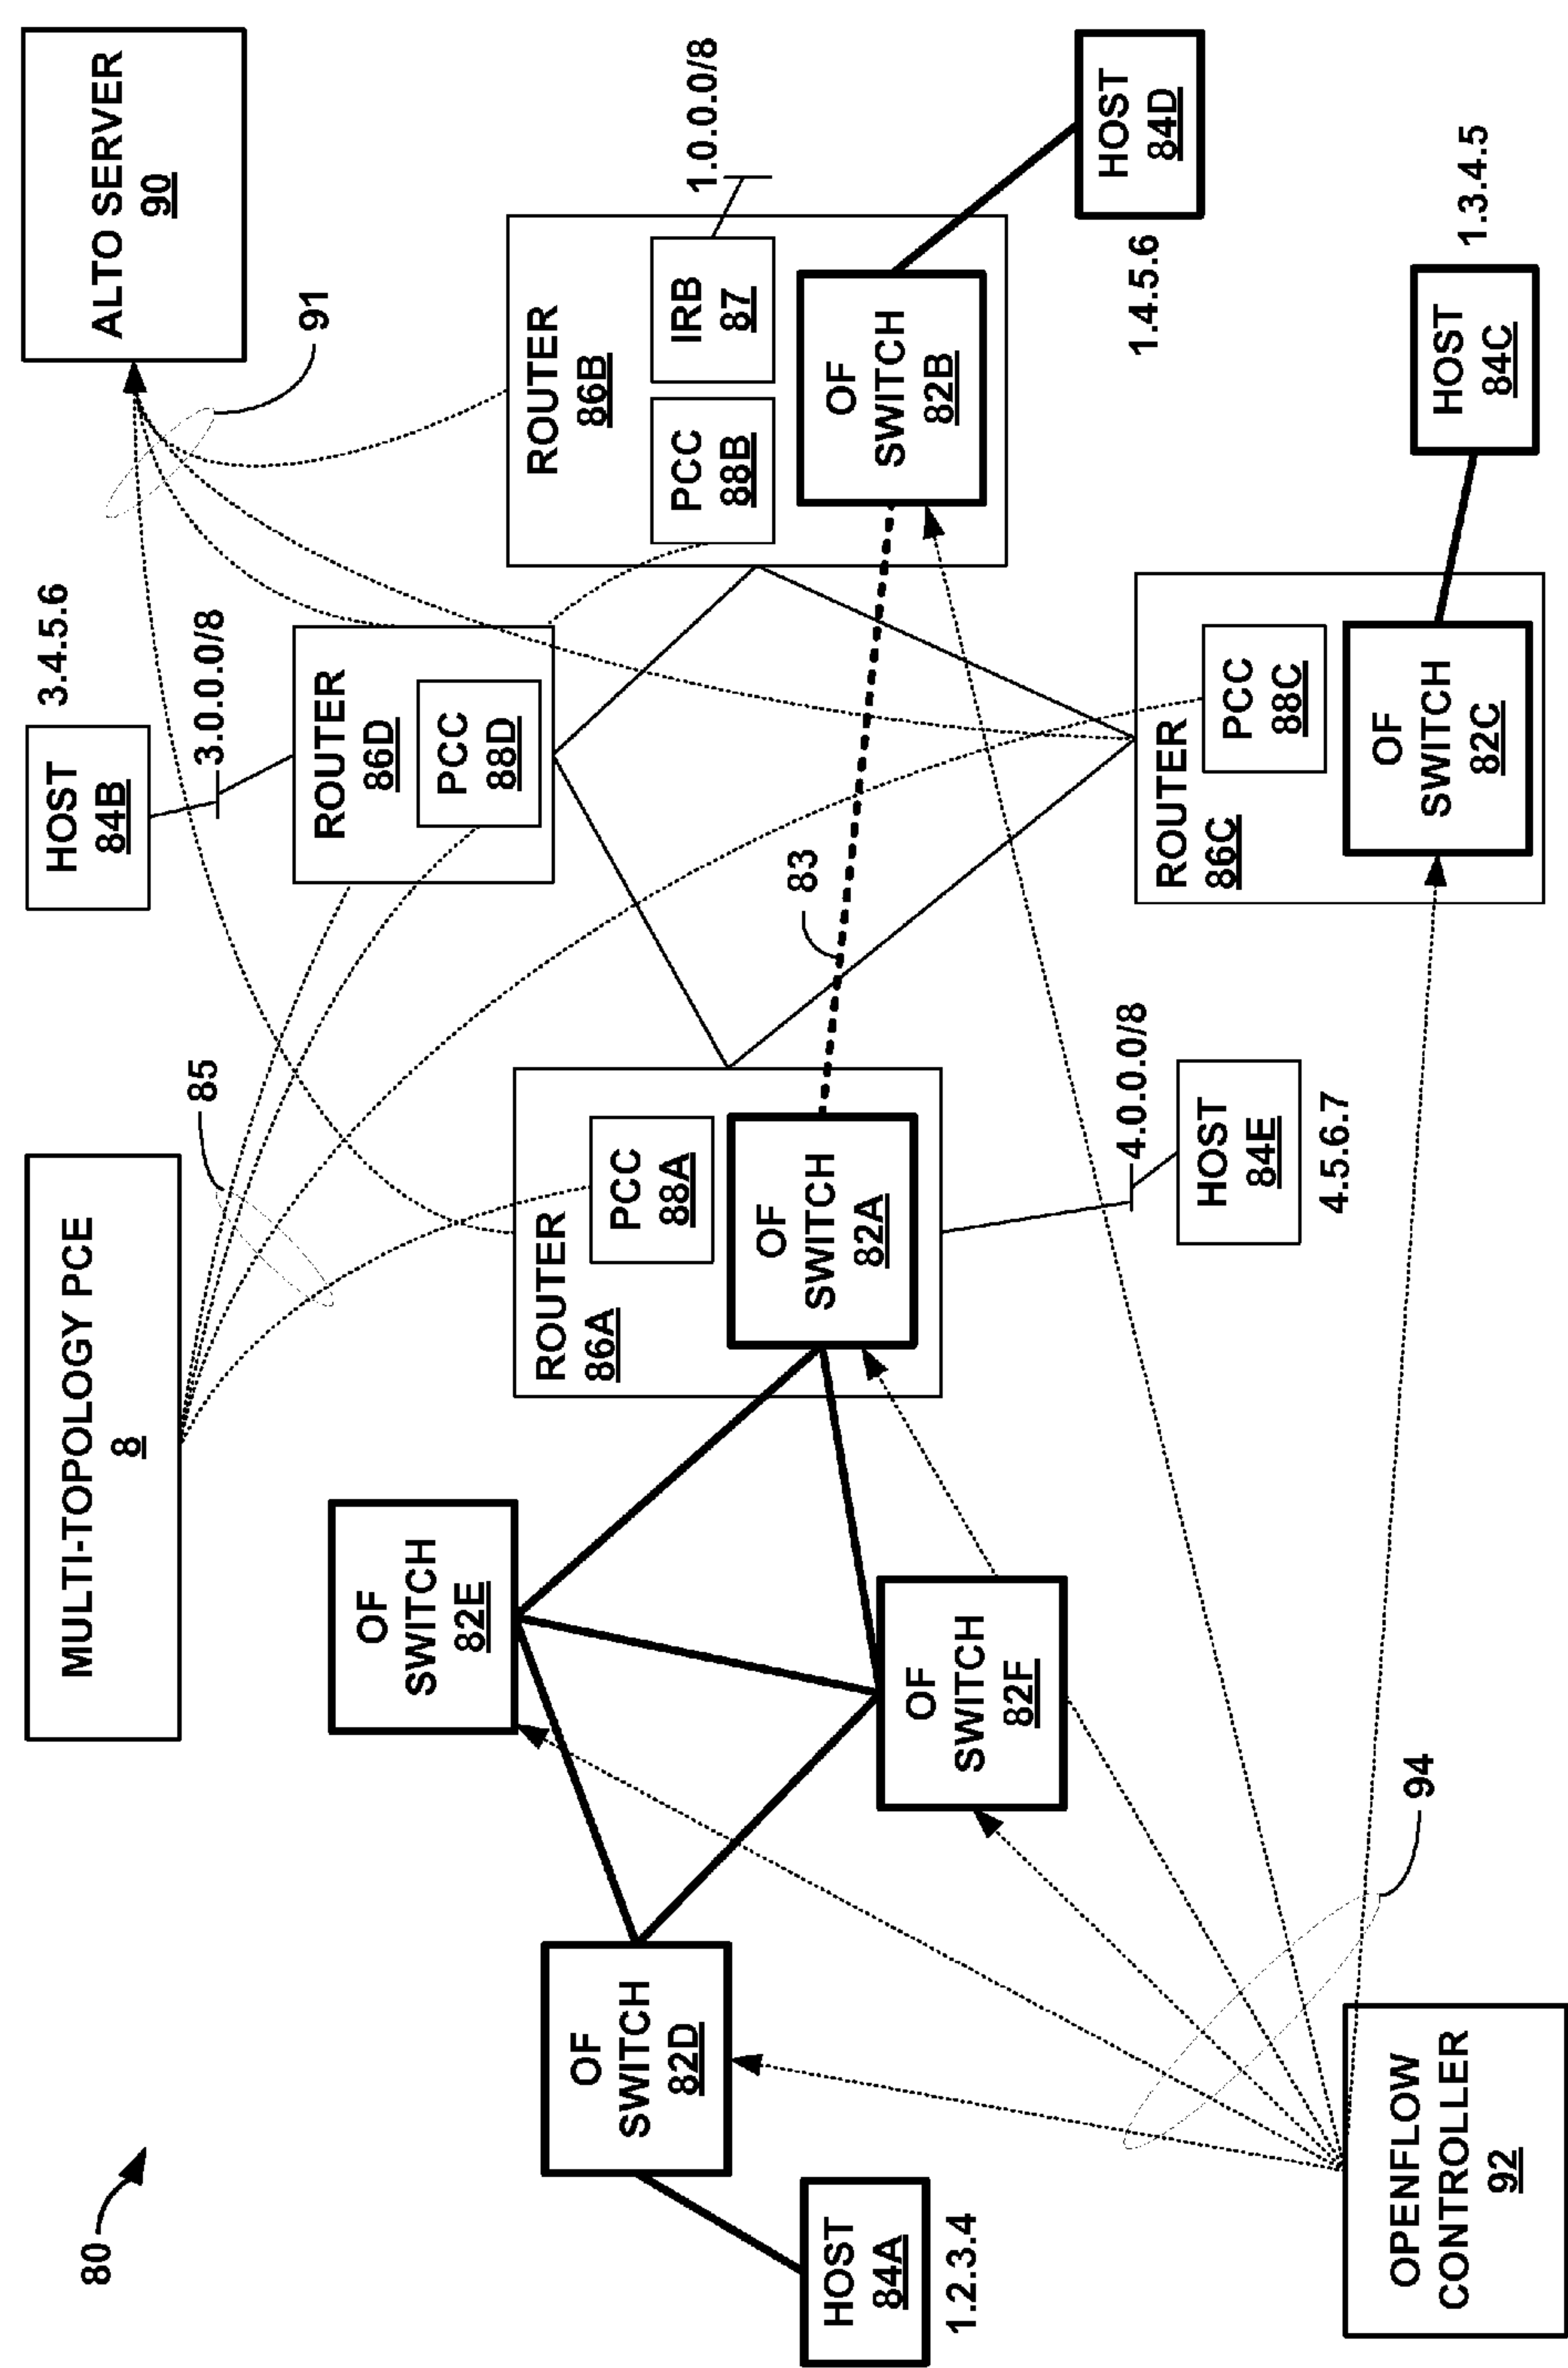 80
MULTI-TOPOLOGY PCE
8
HOST
84B
3.4.5.6
3.0.0.0/8
ALTO SERVER
90
91
85
OF
SWITCH
82E
ROUTER
86D
PCC
88D
ROUTER
86B
PCC
88B
IRB
87
1.0.0.0/8
OF
SWITCH
82B
ROUTER
86A
PCC
88A
OF
SWITCH
82A
83
OF
SWITCH
82D
OF
SWITCH
82F
HOST
84A
1.2.3.4
4.0.0.0/8
HOST
84E
4.5.6.7
HOST
84D
1.4.5.6
ROUTER
86C
PCC
88C
OF
SWITCH
82C
HOST
84C
1.3.4.5
94
OPENFLOW
CONTROLLER
92